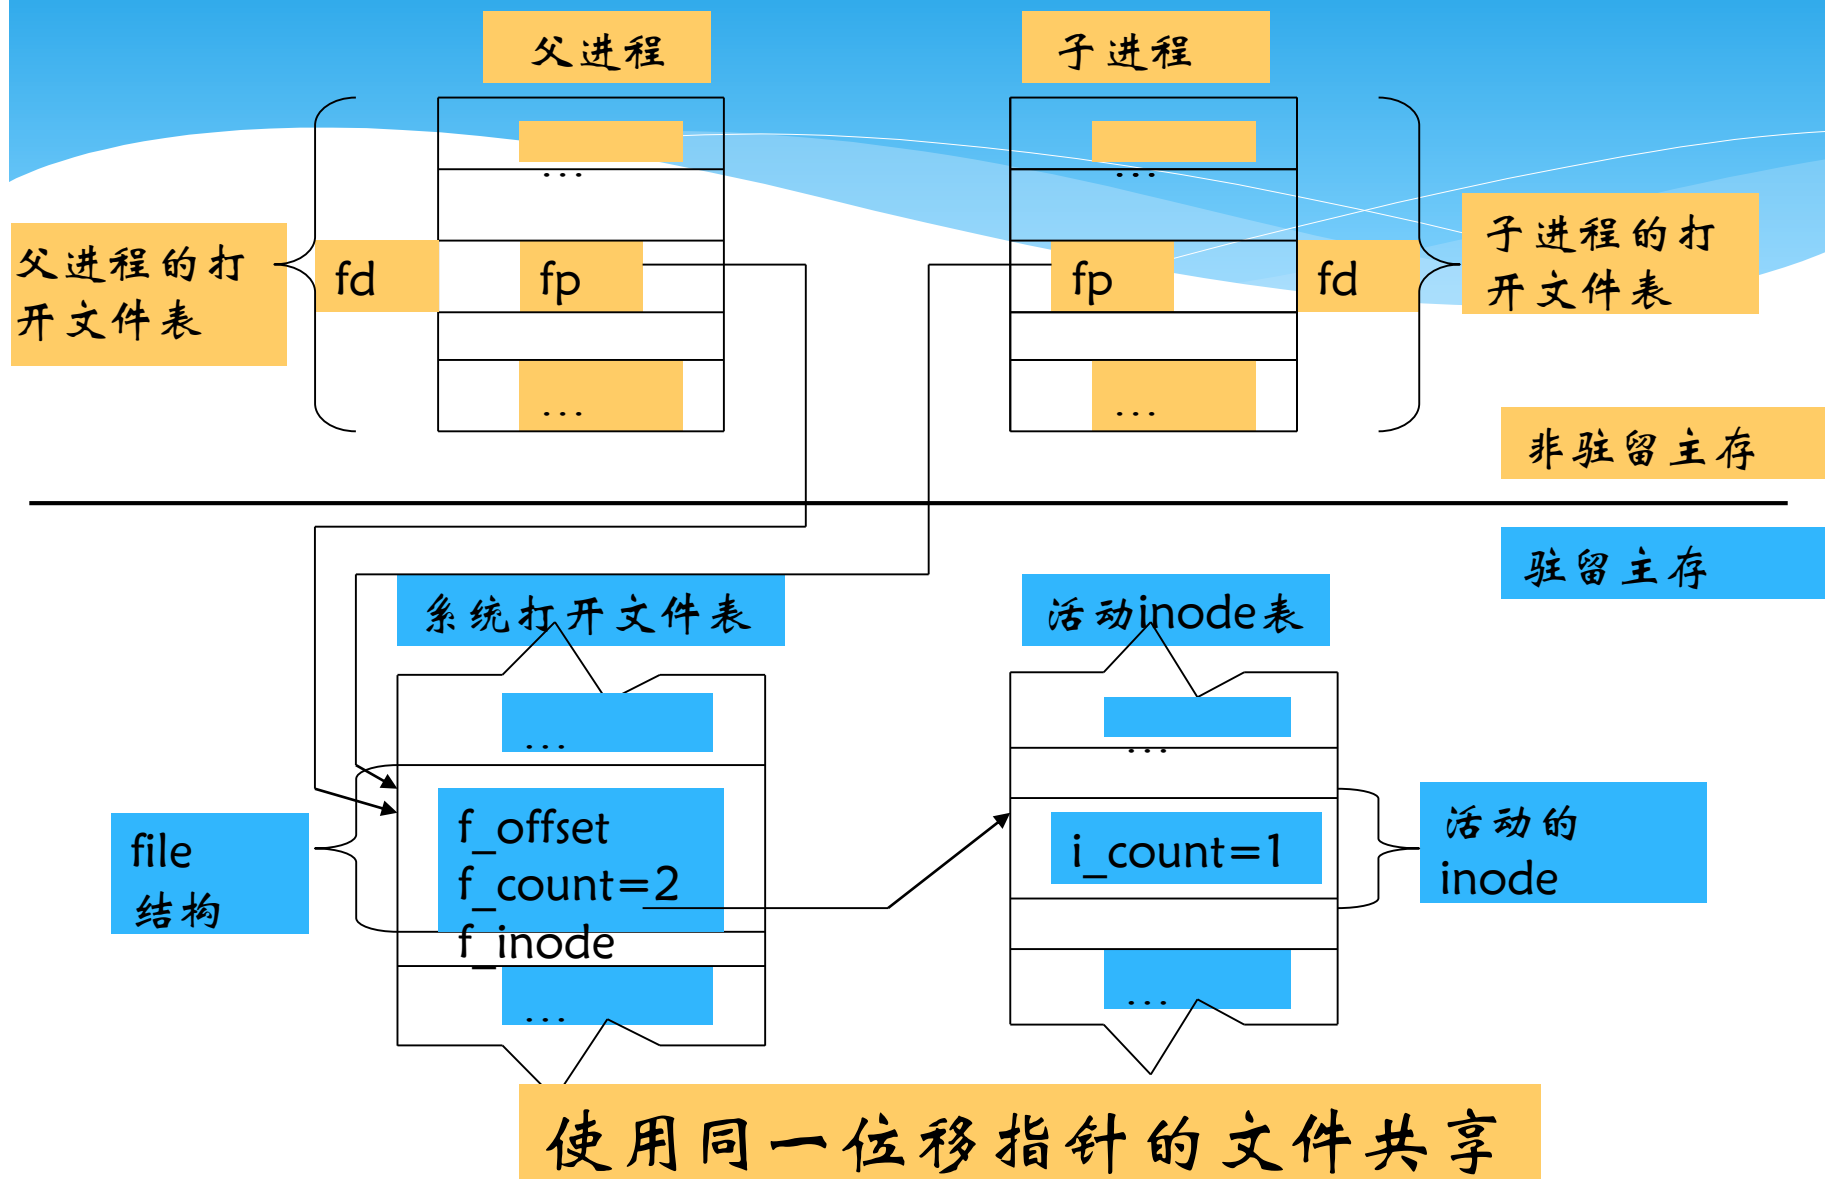 父进程
子进程
...
...
父进程的打
开文件表
fd
fp
fp
fd
子进程的打
开文件表
...
...
非驻留主存
驻留主存
系统打开文件表
活动inode表
...
...
file
结构
f_offset
f_count=2
f_inode
i_count=1
活动的
inode
...
...
使用同一位移指针的文件共享